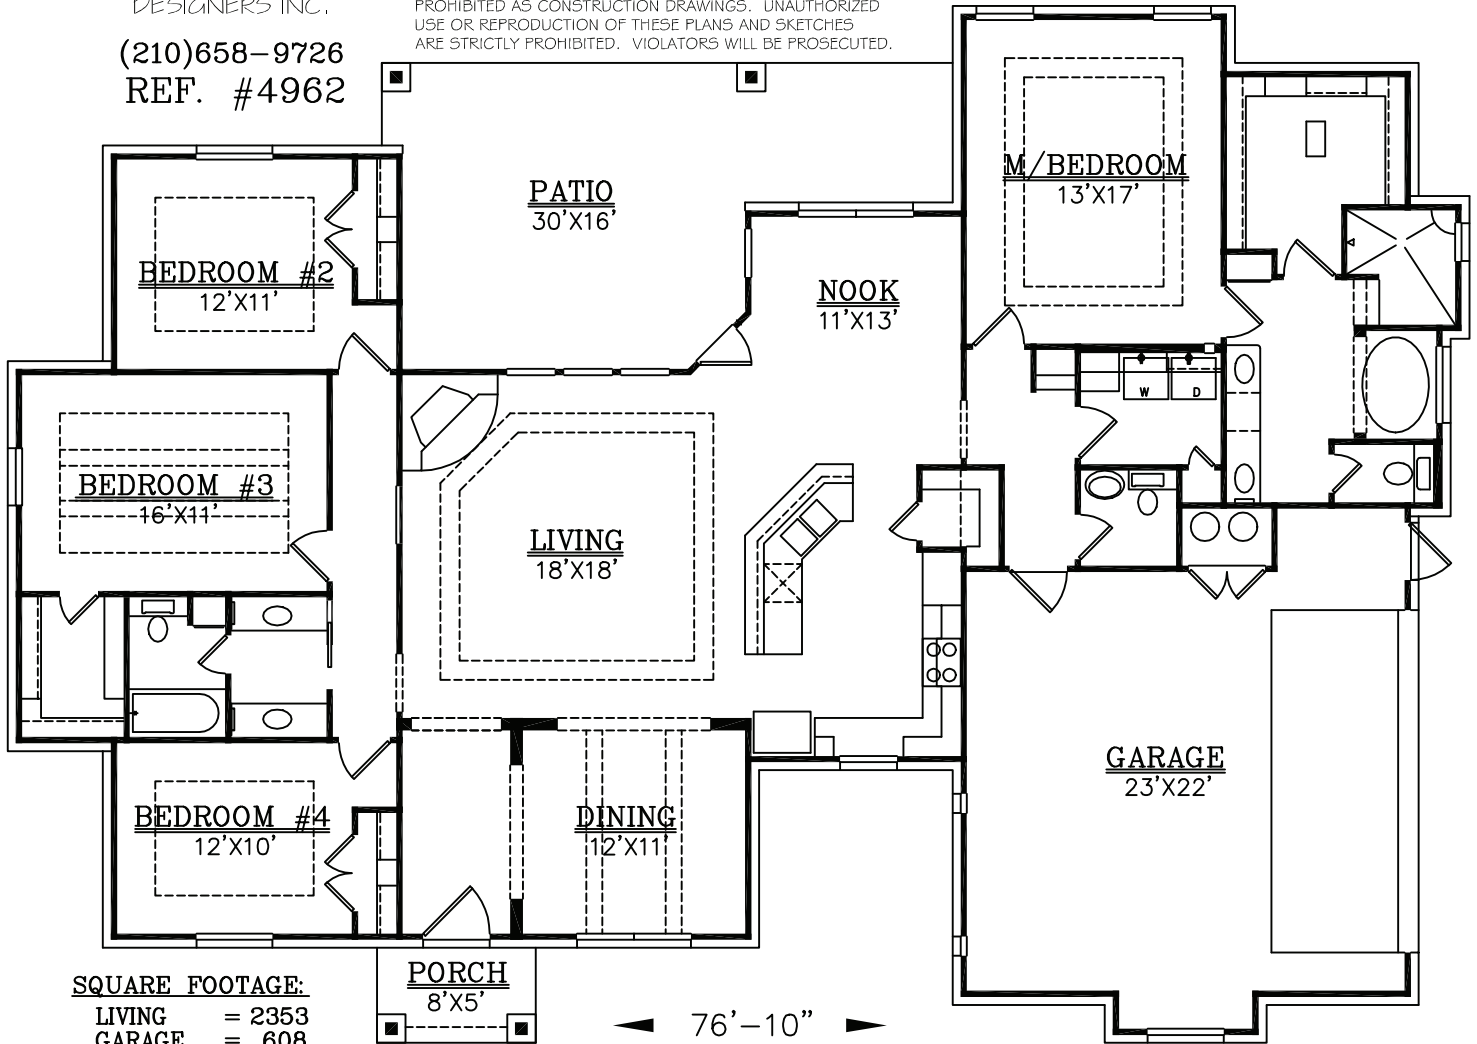 DESIGNERS INC.
(210)658-9726
REF. #4962
PROHIBITED AS CONSTRUCTION DRAWINGS. UNAUTHORIZED
USE OR REPRODUCTION OF THESE PLANS AND SKETCHES
ARE STRICTLY PROHIBITED. VIOLATORS WILL BE PROSECUTED.
PATIO
30'X16'
M/BEDROOM
13'X17'
BEDROOM #2
12'X11'
NOOK
11'X13'
W
D
BEDROOM #3
16'X11'
LIVING
18'X18'
GARAGE
23'X22'
BEDROOM #4
12'X10'
DINING
12'X11'
PORCH
8'X5'
76'-10"
SQUARE FOOTAGE:
LIVING = 2353
GARAGE = 608